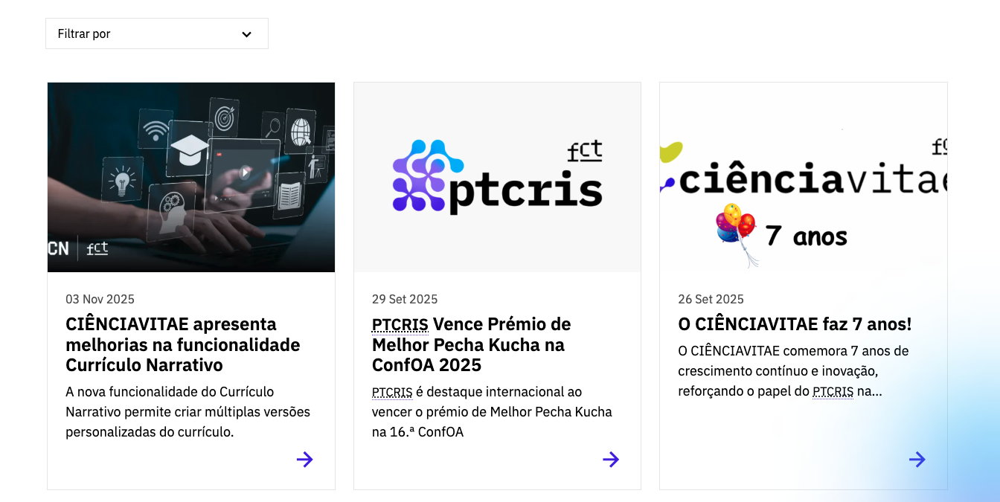 Filtrar por
CN fct
fct
ptcris
ciênciavitae
7 anos
03 Nov 2025
CIÊNCIAVITAE apresenta
melhorias na funcionalidade
Currículo Narrativo
A nova funcionalidade do Currículo
Narrativo permite criar múltiplas versões
personalizadas do currículo.
29 Set 2025
PTCRIS Vence Prémio de
Melhor Pecha Kucha na
ConfOA 2025
PTCRIS é destaque internacional ao
vencer o prémio de Melhor Pecha Kucha
na 16.ª ConfOA
26 Set 2025
O CIÊNCIAVITAE faz 7 anos!
O CIÊNCIAVITAE comemora 7 anos de
crescimento contínuo e inovação,
reforçando o papel do PTCRIS na...